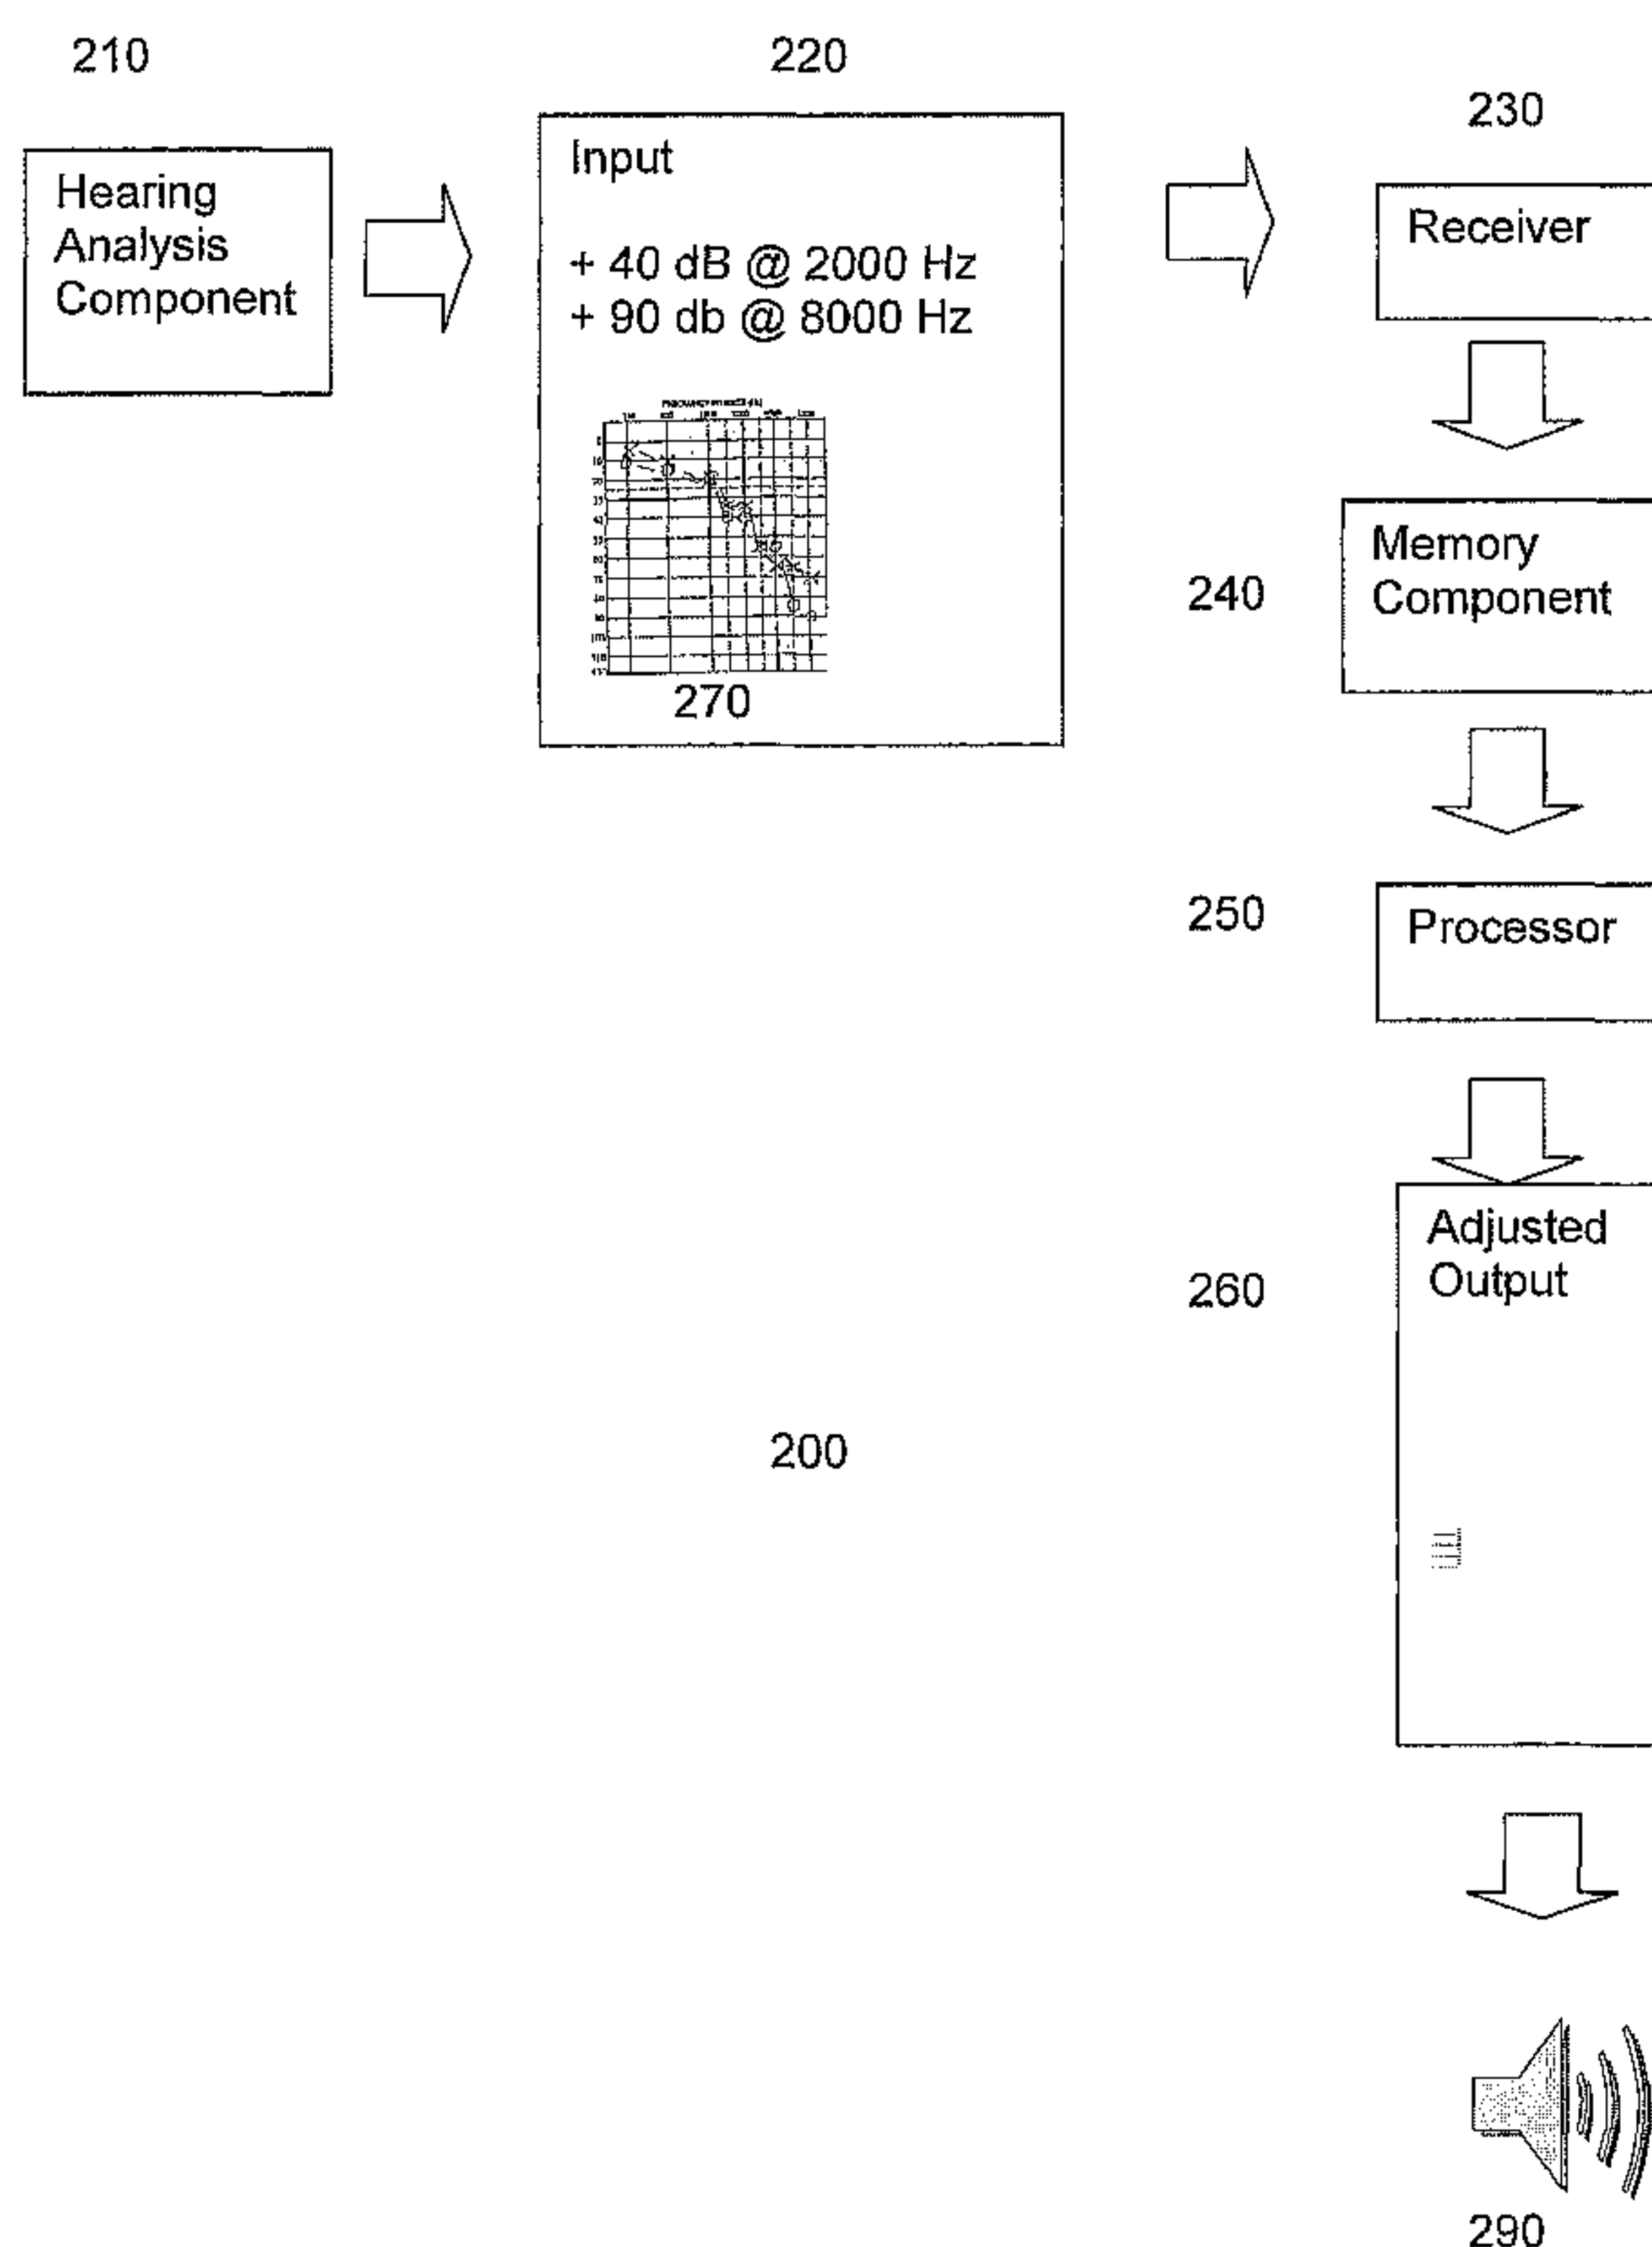 210
220
230
Hearing
Analysis
Component
Input
+ 40 dB @ 2000 Hz
+ 90 db @ 8000 Hz
270
Receiver
240
Memory
Component
250
Processor
260
Adjusted
Output
200
290